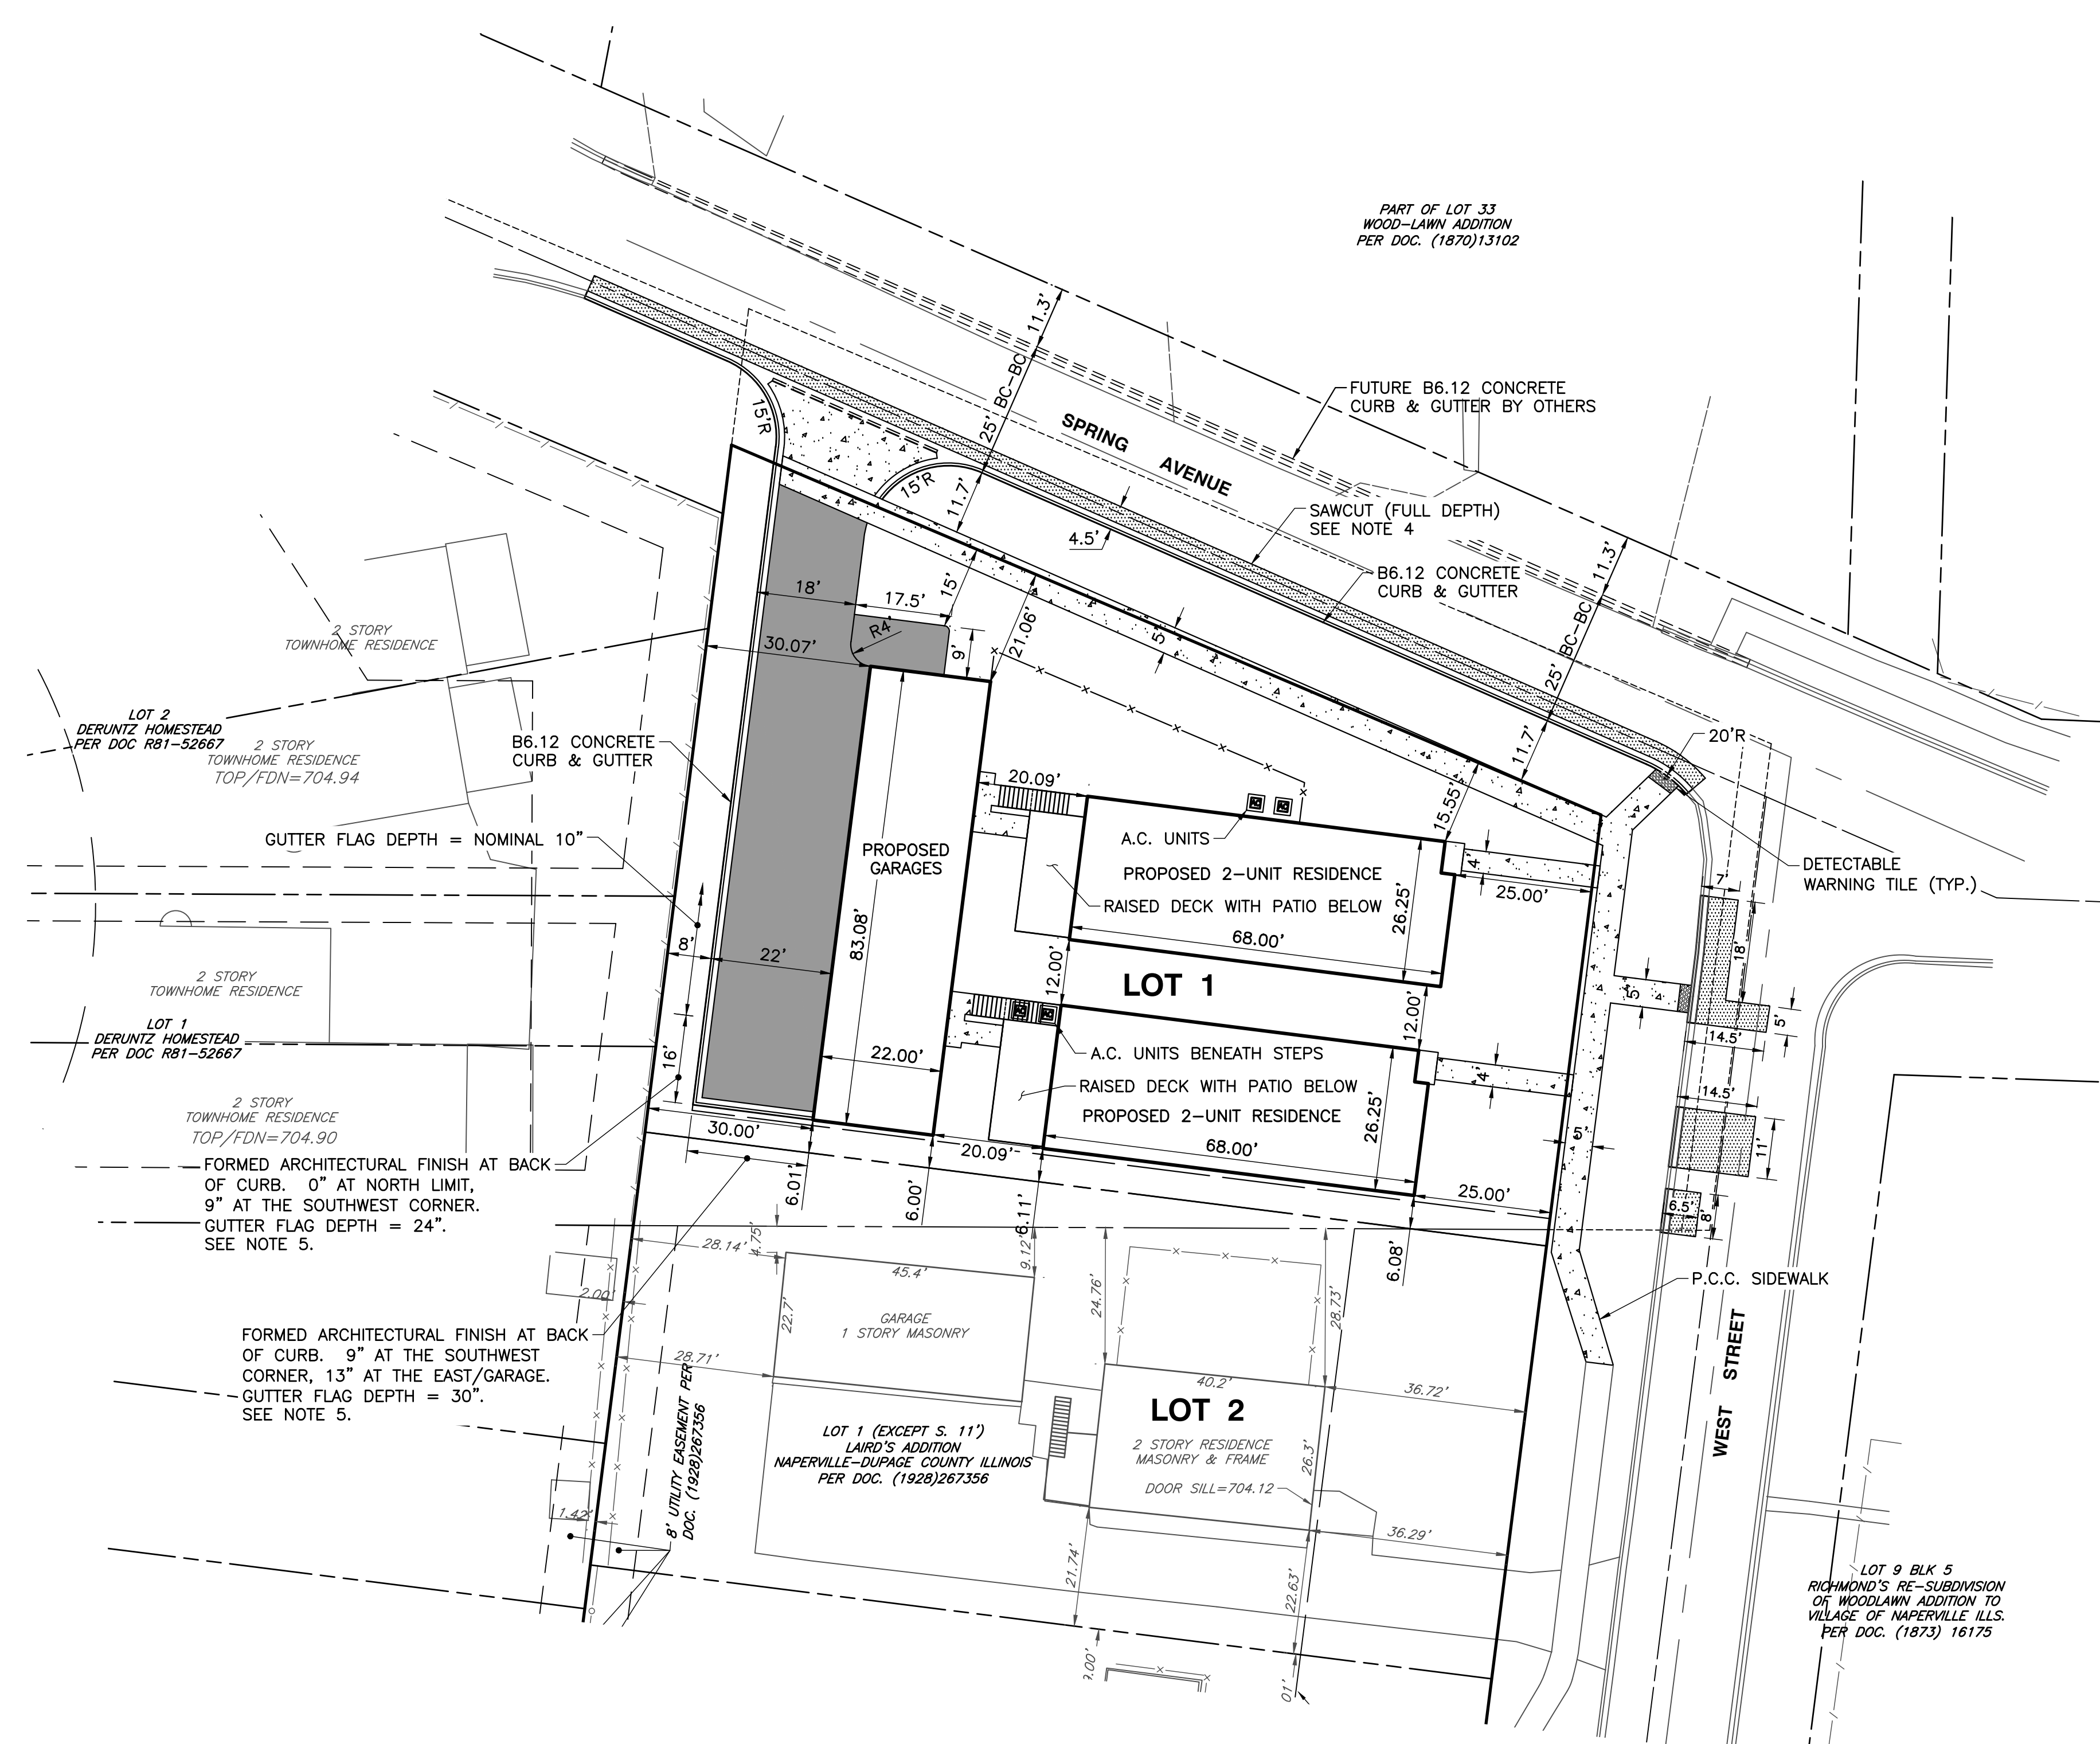 PART OF LOT 33
WOOD-LAWN ADDITION
PER DOC. (1870)13102
11.3'
25' BC-BC
FUTURE B6.12 CONCRETE
CURB & GUTTER BY OTHERS
SPRING AVENUE
15'R
15'R
11.7'
SAWCUT (FULL DEPTH)
SEE NOTE 4
4.5'
B6.12 CONCRETE
CURB & GUTTER
11.3'
25' BC-BC
11.7'
18'
17.5'
15'
R4'
9'
21.06'
5'
30.07'
2 STORY
TOWNHOME RESIDENCE
LOT 2
DERUNTZ HOMESTEAD
PER DOC R81-52667
2 STORY
TOWNHOME RESIDENCE
TOP/FDN=704.94
B6.12 CONCRETE
CURB & GUTTER
20'R
20.09'
15.55'
GUTTER FLAG DEPTH = NOMINAL 10"
PROPOSED
GARAGES
A.C. UNITS
PROPOSED 2-UNIT RESIDENCE
RAISED DECK WITH PATIO BELOW
4'
25.00'
26.25'
68.00'
DETECTABLE
WARNING TILE (TYP.)
7'
18'
83.08'
8'
22'
12.00'
LOT 1
5'
5'
14.5'
2 STORY
TOWNHOME RESIDENCE
LOT 1
DERUNTZ HOMESTEAD
PER DOC R81-52667
16'
22.00'
12.00'
A.C. UNITS BENEATH STEPS
RAISED DECK WITH PATIO BELOW
PROPOSED 2-UNIT RESIDENCE
4'
26.25'
68.00'
14.5'
11'
5'
2 STORY
TOWNHOME RESIDENCE
TOP/FDN=704.90
30.00'
20.09'
FORMED ARCHITECTURAL FINISH AT BACK
OF CURB. 0" AT NORTH LIMIT,
9" AT THE SOUTHWEST CORNER.
GUTTER FLAG DEPTH = 24".
SEE NOTE 5.
6.01'
6.00'
6.11'
25.00'
6.08'
6.5'
8'
28.14'
4.75'
45.4'
9.12'
24.76'
28.73'
P.C.C. SIDEWALK
2.00'
22.7'
GARAGE
1 STORY MASONRY
FORMED ARCHITECTURAL FINISH AT BACK
OF CURB. 9" AT THE SOUTHWEST
CORNER, 13" AT THE EAST/GARAGE.
GUTTER FLAG DEPTH = 30".
SEE NOTE 5.
28.71'
8' UTILITY EASEMENT PER
DOC. (1928)267356
40.2'
36.72'
LOT 2
WEST STREET
LOT 1 (EXCEPT S. 11')
LAIRD'S ADDITION
NAPERVILLE-DUPAGE COUNTY ILLINOIS
PER DOC. (1928)267356
2 STORY RESIDENCE
MASONRY & FRAME
26.3'
DOOR SILL=704.12
1.42'
36.29'
21.74'
22.63'
LOT 9 BLK 5
RICHMOND'S RE-SUBDIVISION
OF WOODLAWN ADDITION TO
VILLAGE OF NAPERVILLE ILLS.
PER DOC. (1873) 16175